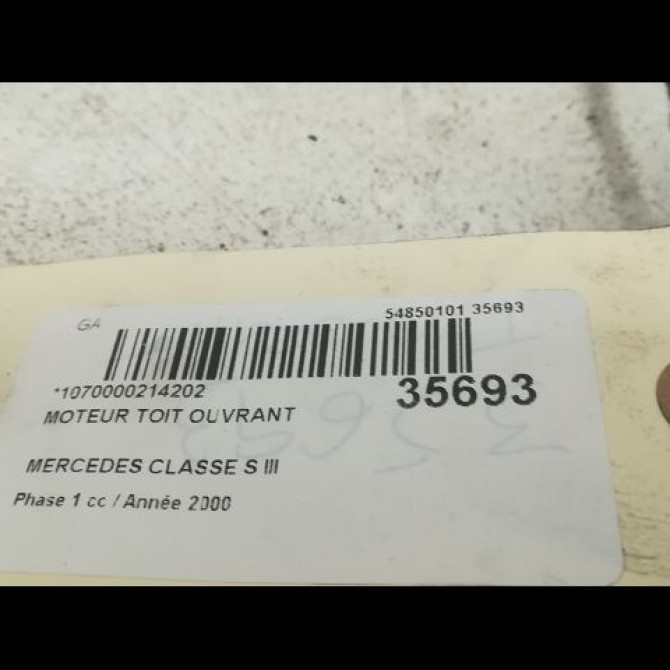 GA
54850101 35693
*1070000214202
35693
MOTEUR TOIT OUVRANT
MERCEDES CLASSE S III
Phase 1 cc / Année 2000